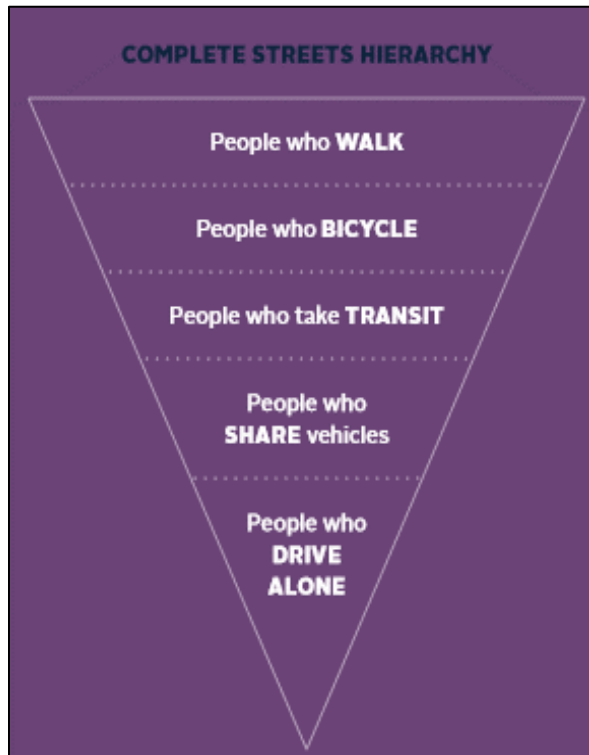 COMPLETE STREETS HIERARCHY
People who WALK
People who BICYCLE
People who take TRANSIT
People who
SHARE vehicles
People who
DRIVE
ALONE